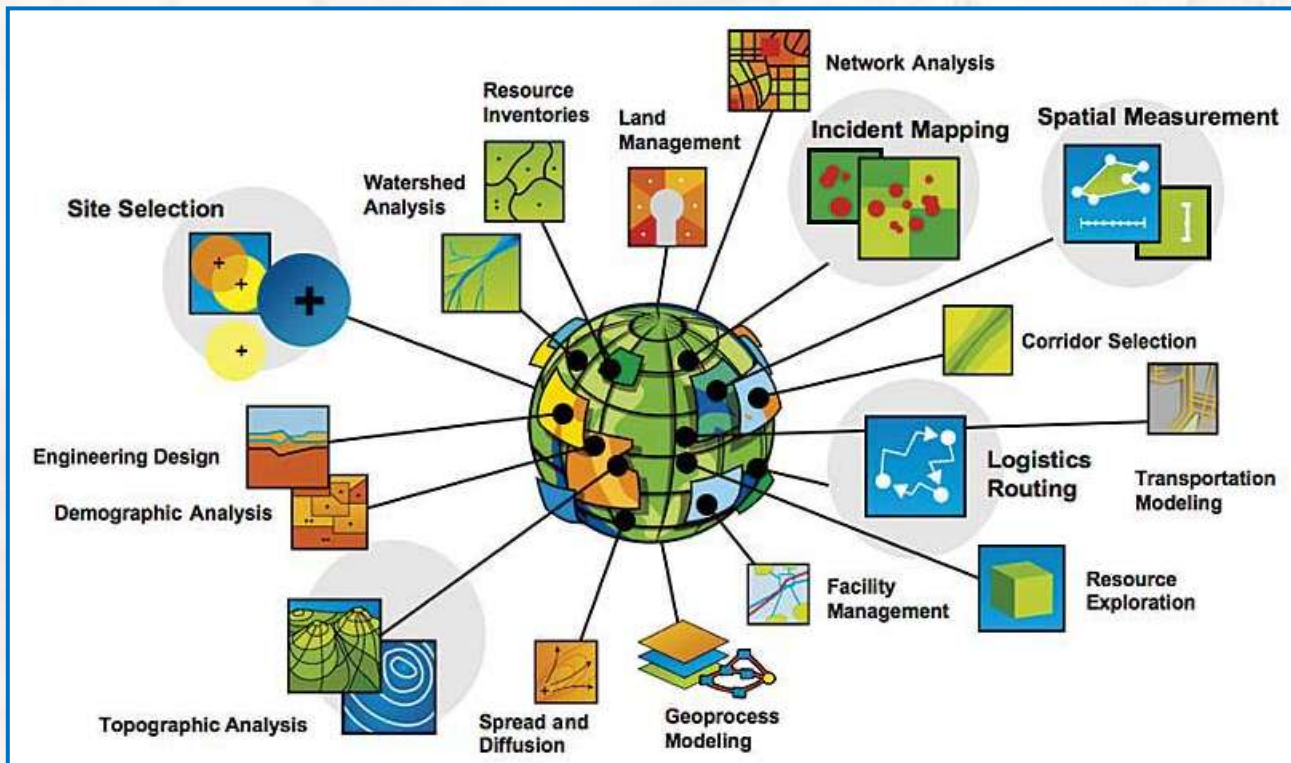 Network Analysis
Resource
Inventories
Land
Management
Incident Mapping
Spatial Measurement
Watershed
Analysis
Site Selection
Corridor Selection
Engineering Design
Logistics
Routing
Transportation
Modeling
Demographic Analysis
Facility
Management
Resource
Exploration
Topographic Analysis
Spread and
Diffusion
Geoprocess
Modeling